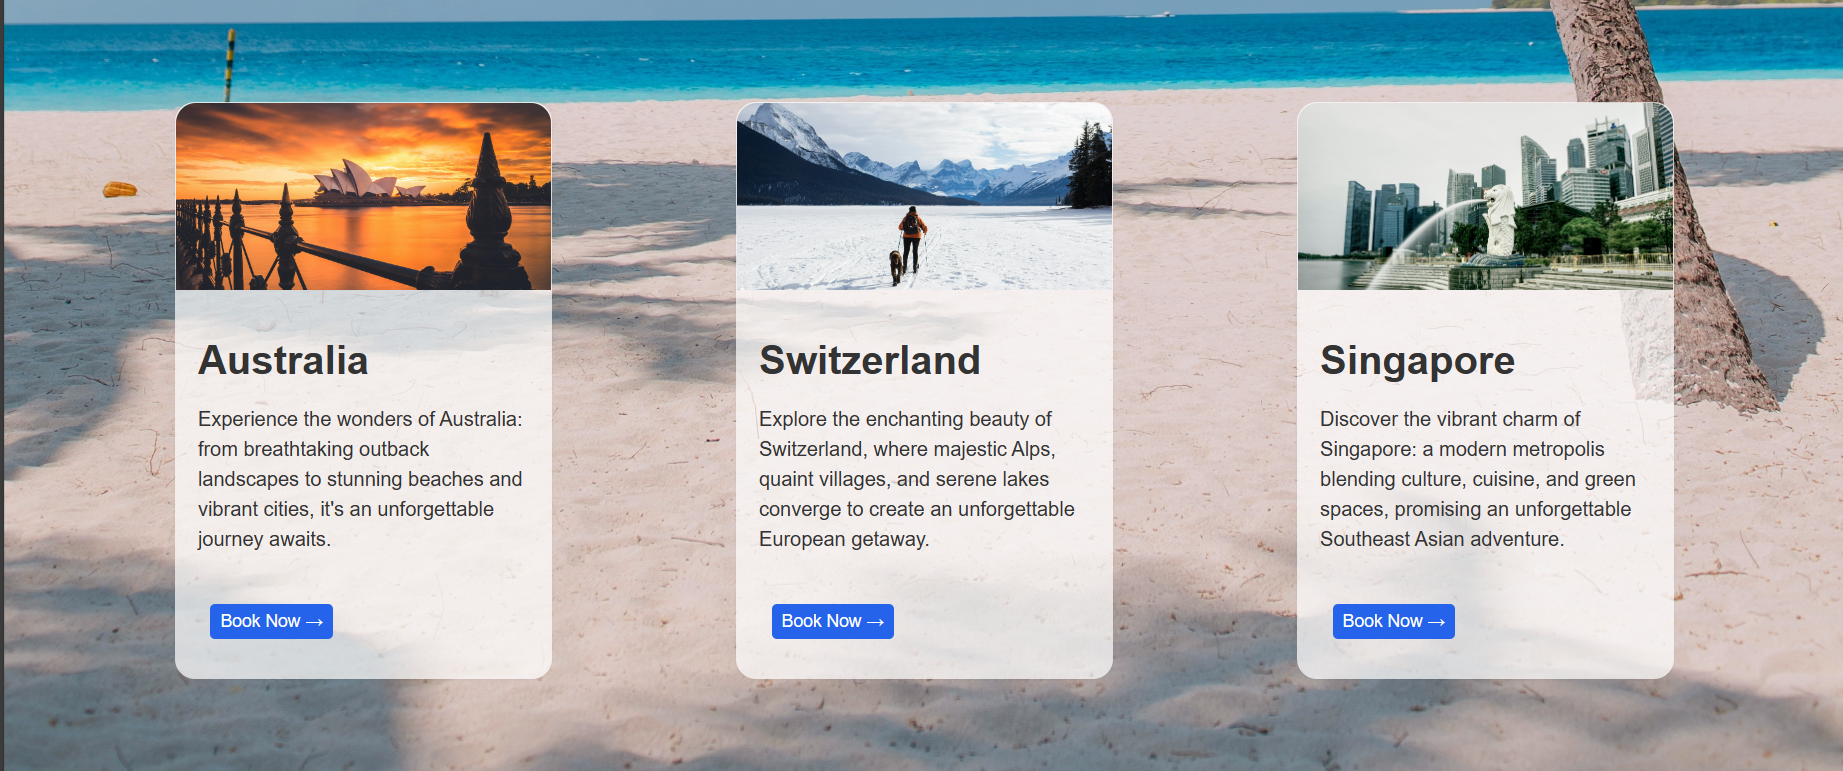 Australia
Experience the wonders of Australia:
from breathtaking outback
landscapes to stunning beaches and
vibrant cities, it's an unforgettable
journey awaits.
Book Now →
Switzerland
Explore the enchanting beauty of
Switzerland, where majestic Alps,
quaint villages, and serene lakes
converge to create an unforgettable
European getaway.
Book Now →
Singapore
Discover the vibrant charm of
Singapore: a modern metropolis
blending culture, cuisine, and green
spaces, promising an unforgettable
Southeast Asian adventure.
Book Now →